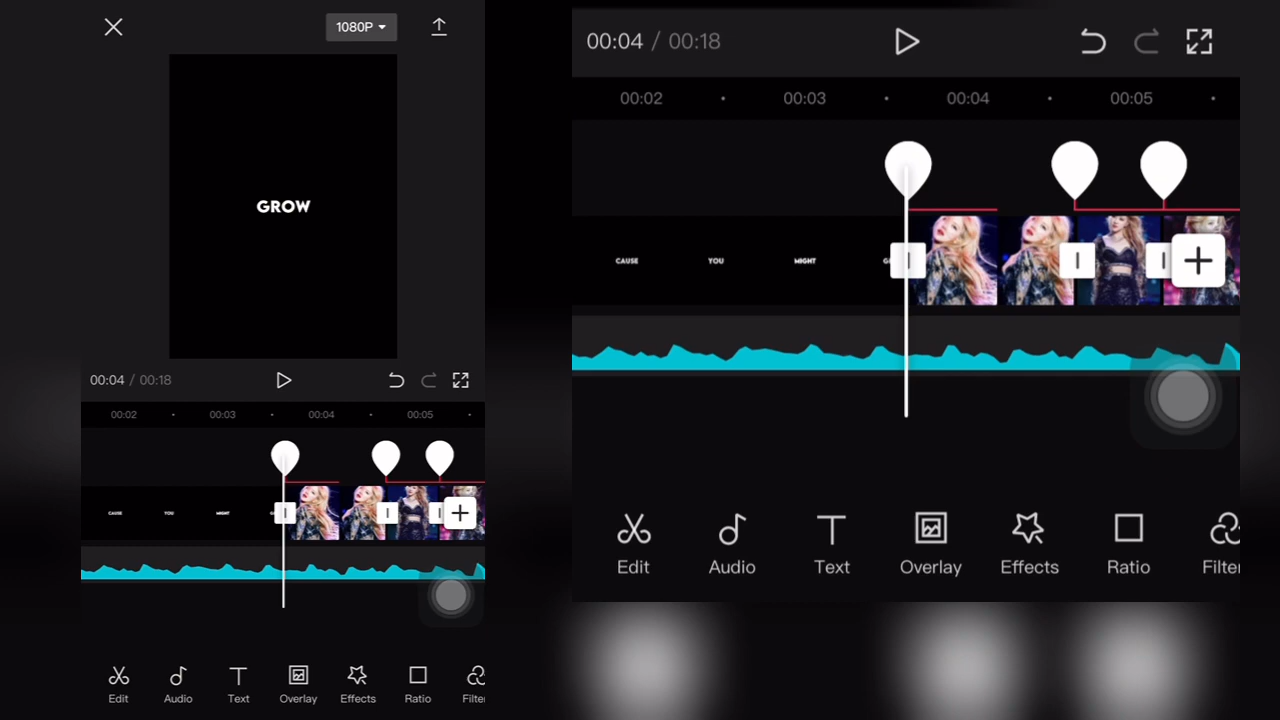 1080P
GROW
00:04 / 00:18
00:02 00:03 00:04 00:05
CAUSE YOU MIGHT
Edit Audio Text Overlay Effects Ratio Filter
00:04 / 00:18
00:02 00:03 00:04 00:05
CAUSE YOU MIGHT
Edit Audio Text Overlay Effects Ratio Filter